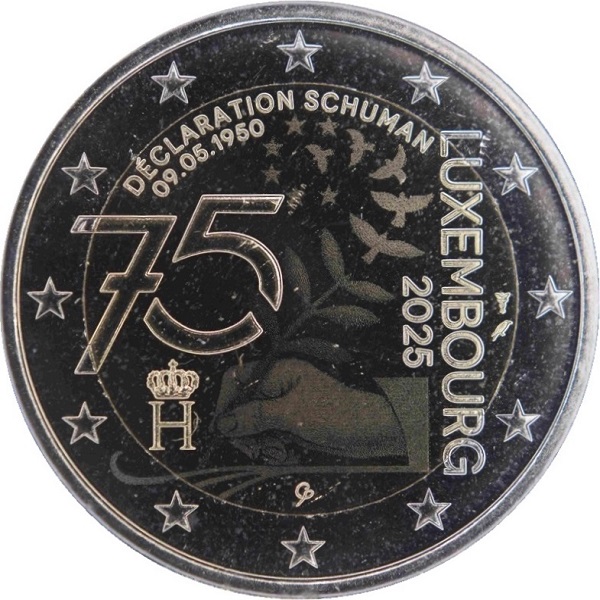 DÉCLARATION SCHUMAN
09.05.1950
75
LUXEMBOURG
2025
H